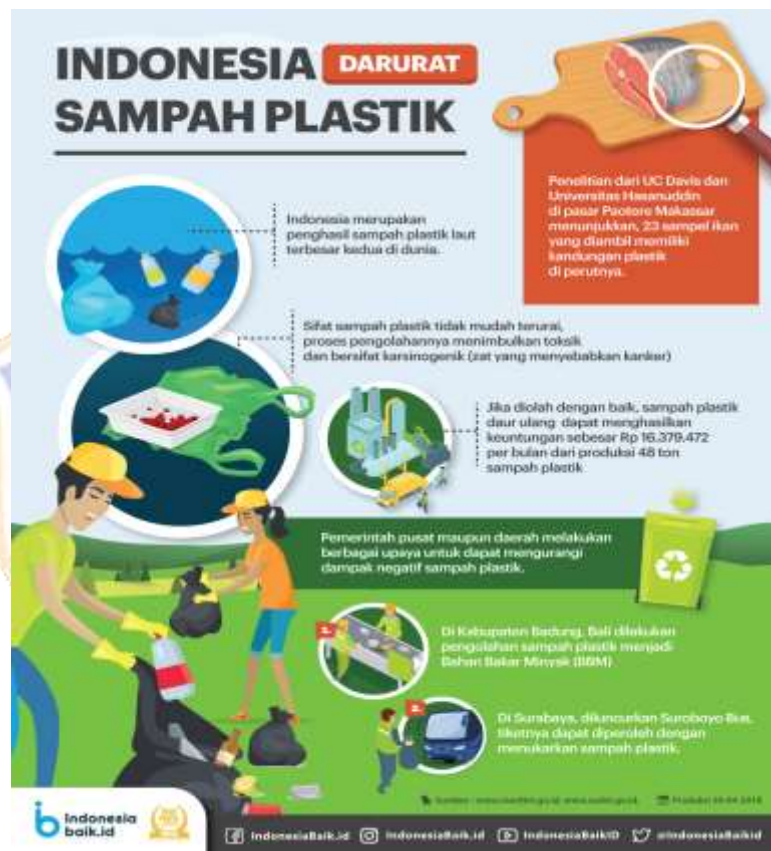 INDONESIA DARURAT
SAMPAH PLASTIK
Penelitian dari UC Davis dan
Universitas Hasanuddin
di pasar Paotere Makassar
menunjukkan, 23 sampel ikan
yang diambil memiliki
kandungan plastik
di perutnya.
Indonesia merupakan
penghasil sampah plastik laut
terbesar kedua di dunia.
Sifat sampah plastik tidak mudah terurai,
proses pengolahannya menimbulkan toksik
dan bersifat karsinogenik (zat yang menyebabkan kanker)
Jika diolah dengan baik, sampah plastik
daur ulang dapat menghasilkan
keuntungan sebesar Rp 16.379.472
per bulan dari produksi 48 ton
sampah plastik
Pemerintah pusat maupun daerah melakukan
berbagai upaya untuk dapat mengurangi
dampak negatif sampah plastik.
1.
Di Kabupaten Badung, Bali dilakukan
pengolahan sampah plastik menjadi
Bahan Bakar Minyak (BBM)
2.
Di Surabaya, diluncurkan Suroboyo Bus,
tiketnya dapat diperoleh dengan
menukarkan sampah plastik.
Sumber :
Produksi
Indonesia
baik.id
IndonesiaBaik.id IndonesiaBaik.id IndonesiaBaikID @IndonesiaBaikid